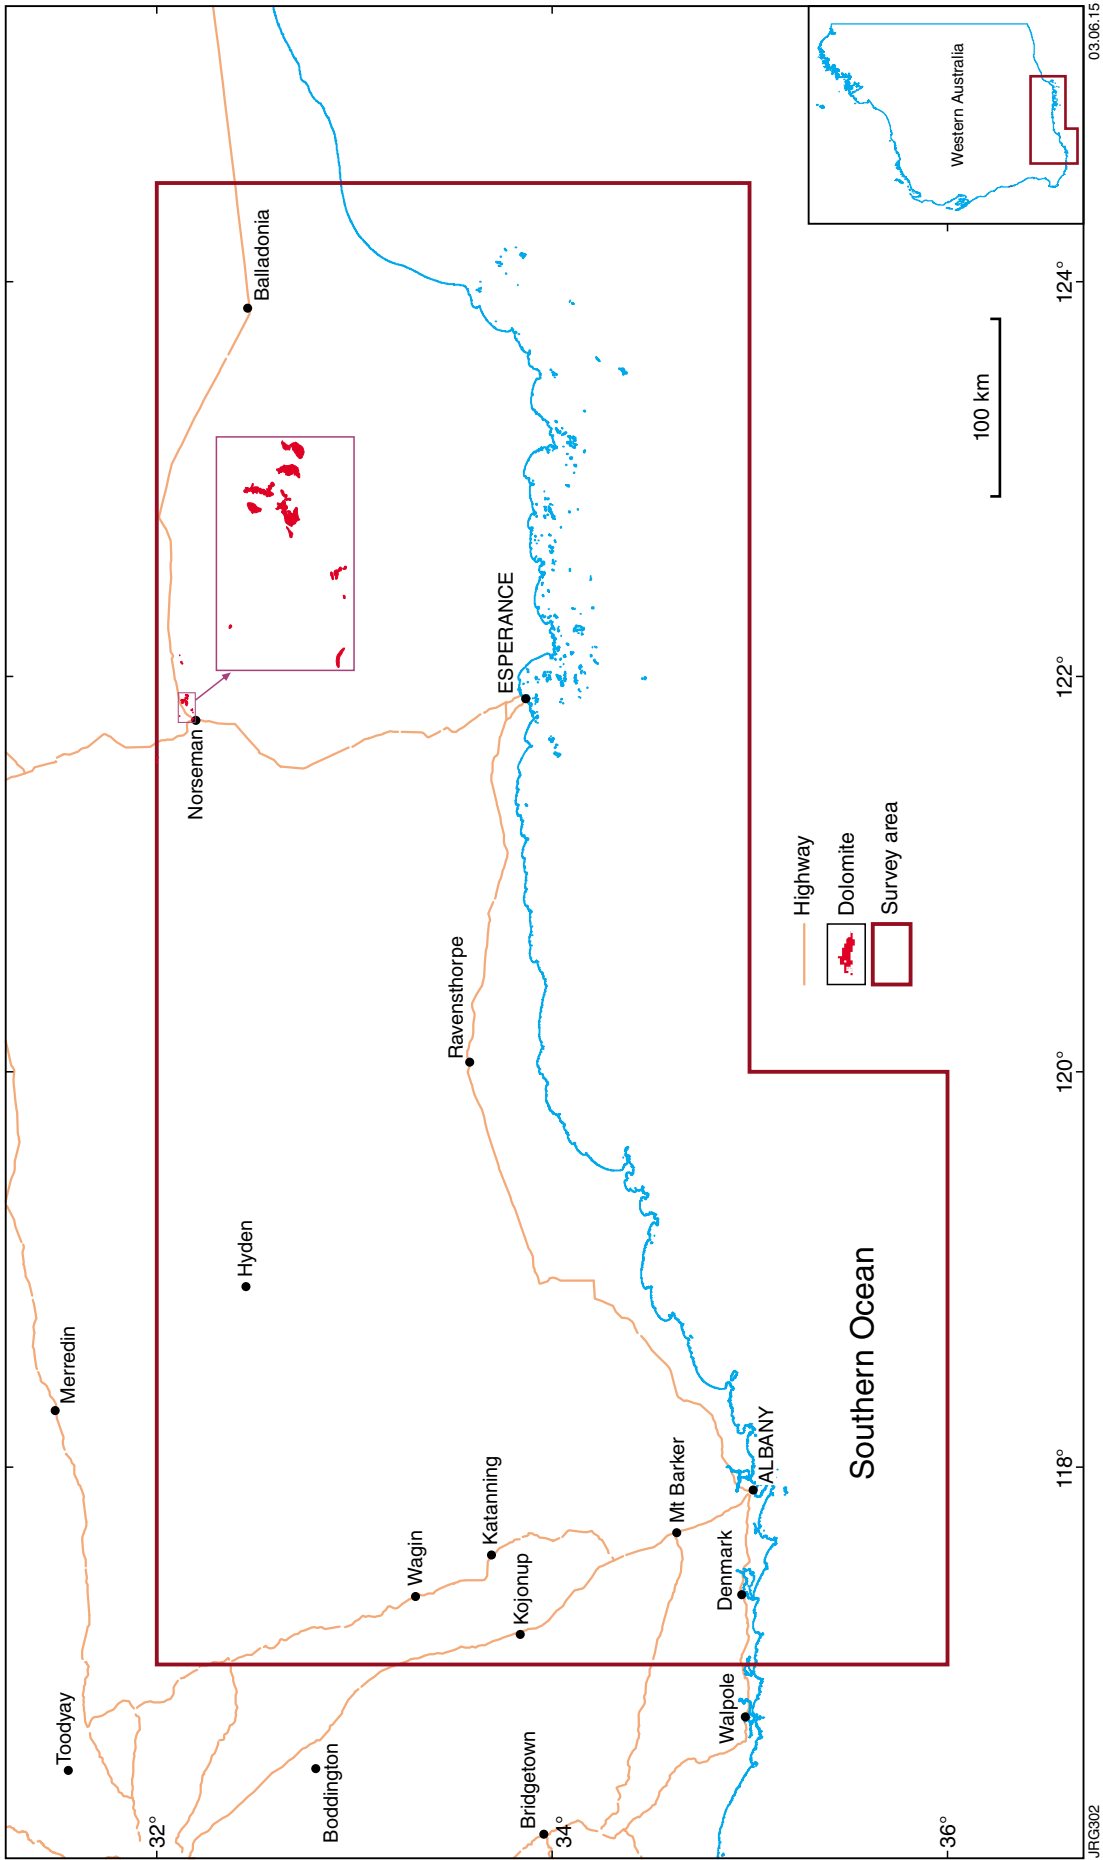 Toodyay
Merredin
Boddington
Bridgetown
Walpole
Wagin
Katanning
Kojonup
Mt Barker
Denmark
ALBANY
Hyden
Ravensthorpe
Norseman
ESPERANCE
Balladonia
Southern Ocean
32°
34°
36°
118°
120°
122°
124°
Highway
Dolomite
Survey area
100 km
Western Australia
JRG302
03.06.15